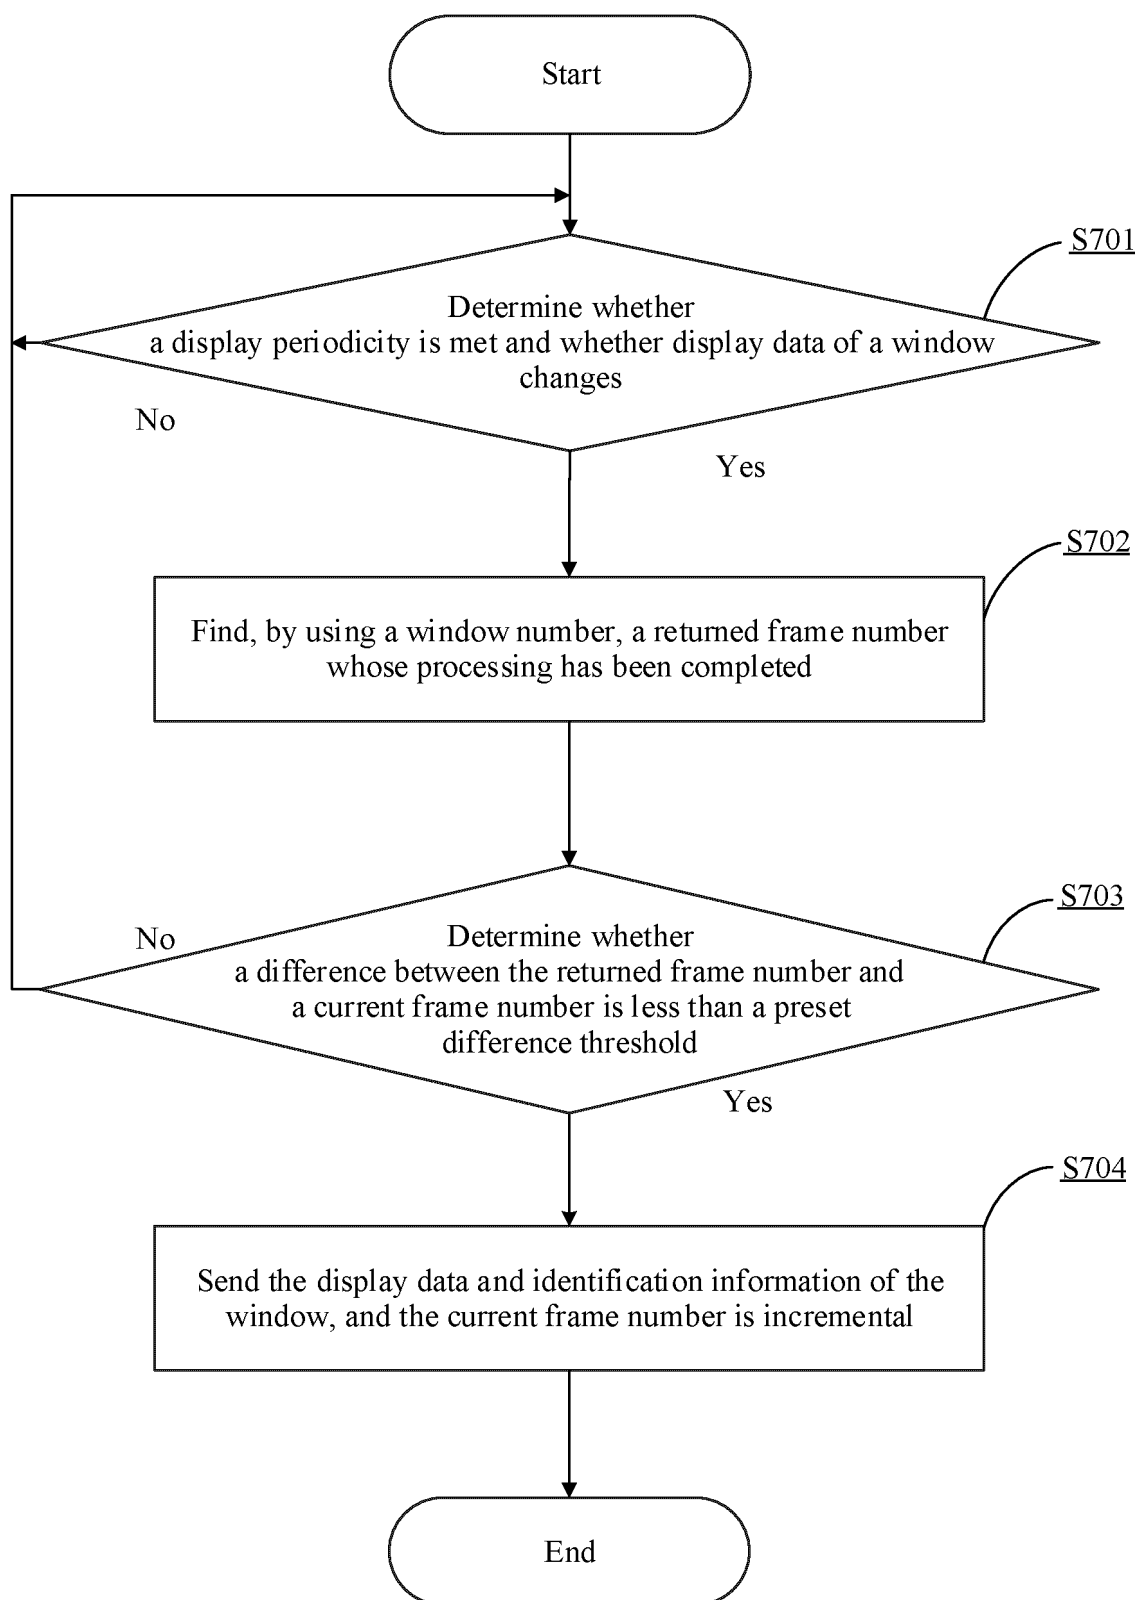 Start
S701
Determine whether
a display periodicity is met and whether display data of a window
changes
No
Yes
S702
Find, by using a window number, a returned frame number
whose processing has been completed
S703
No
Determine whether
a difference between the returned frame number and
a current frame number is less than a preset
difference threshold
Yes
S704
Send the display data and identification information of the
window, and the current frame number is incremental
End